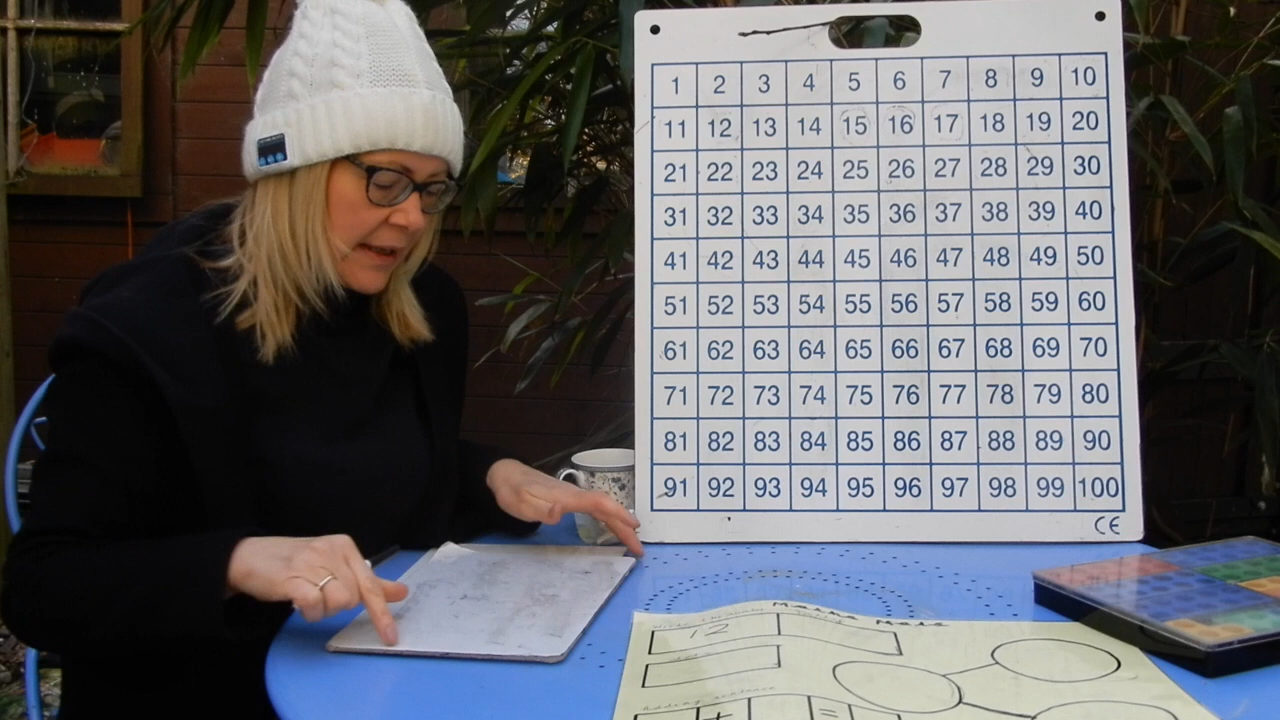 1 2 3 4 5 6 7 8 9 10
11 12 13 14 15 16 17 18 19 20
21 22 23 24 25 26 27 28 29 30
31 32 33 34 35 36 37 38 39 40
41 42 43 44 45 46 47 48 49 50
51 52 53 54 55 56 57 58 59 60
61 62 63 64 65 66 67 68 69 70
71 72 73 74 75 76 77 78 79 80
81 82 83 84 85 86 87 88 89 90
91 92 93 94 95 96 97 98 99 100
CE
12
+ =